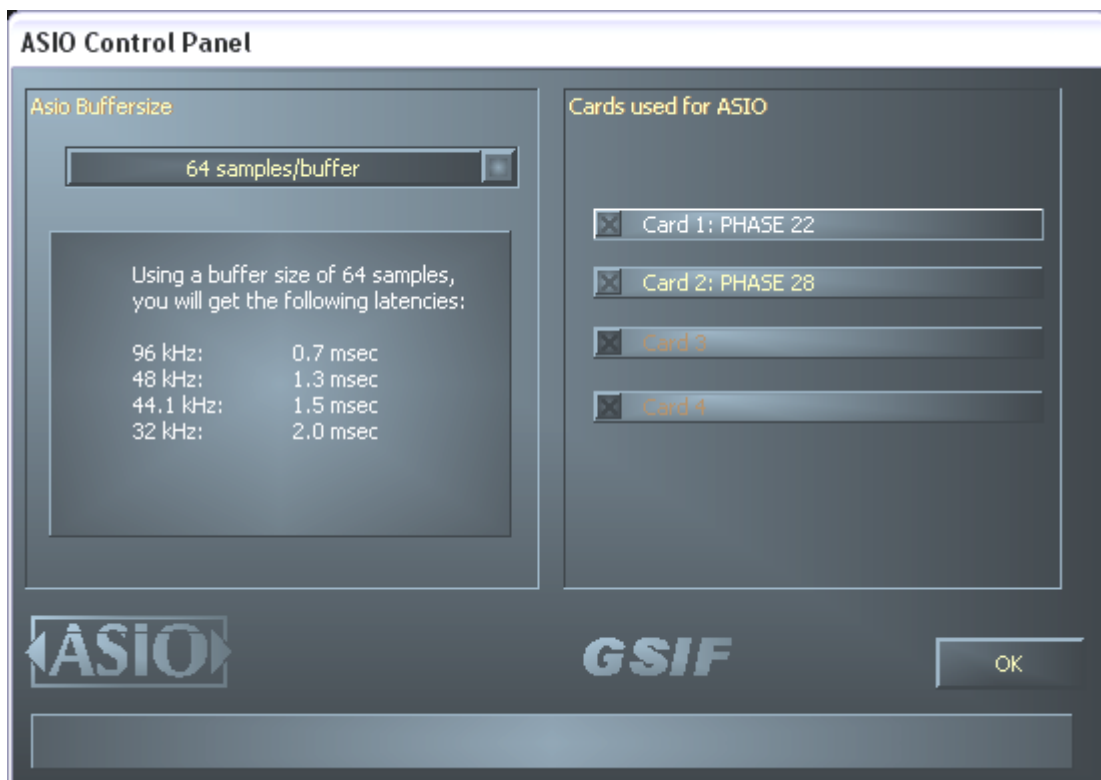 ASIO Control Panel
Asio Buffersize
64 samples/buffer
Using a buffer size of 64 samples,
you will get the following latencies:
96 kHz: 0.7 msec
48 kHz: 1.3 msec
44.1 kHz: 1.5 msec
32 kHz: 2.0 msec
Cards used for ASIO
Card 1: PHASE 22
Card 2: PHASE 28
Card 3
Card 4
ASiO
GSIF
OK